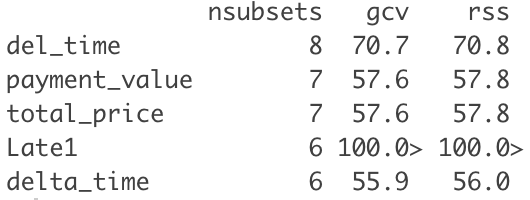 nsubsets gcv rss
del_time 8 70.7 70.8
payment_value 7 57.6 57.8
total_price 7 57.6 57.8
Late1 6 100.0> 100.0>
delta_time 6 55.9 56.0